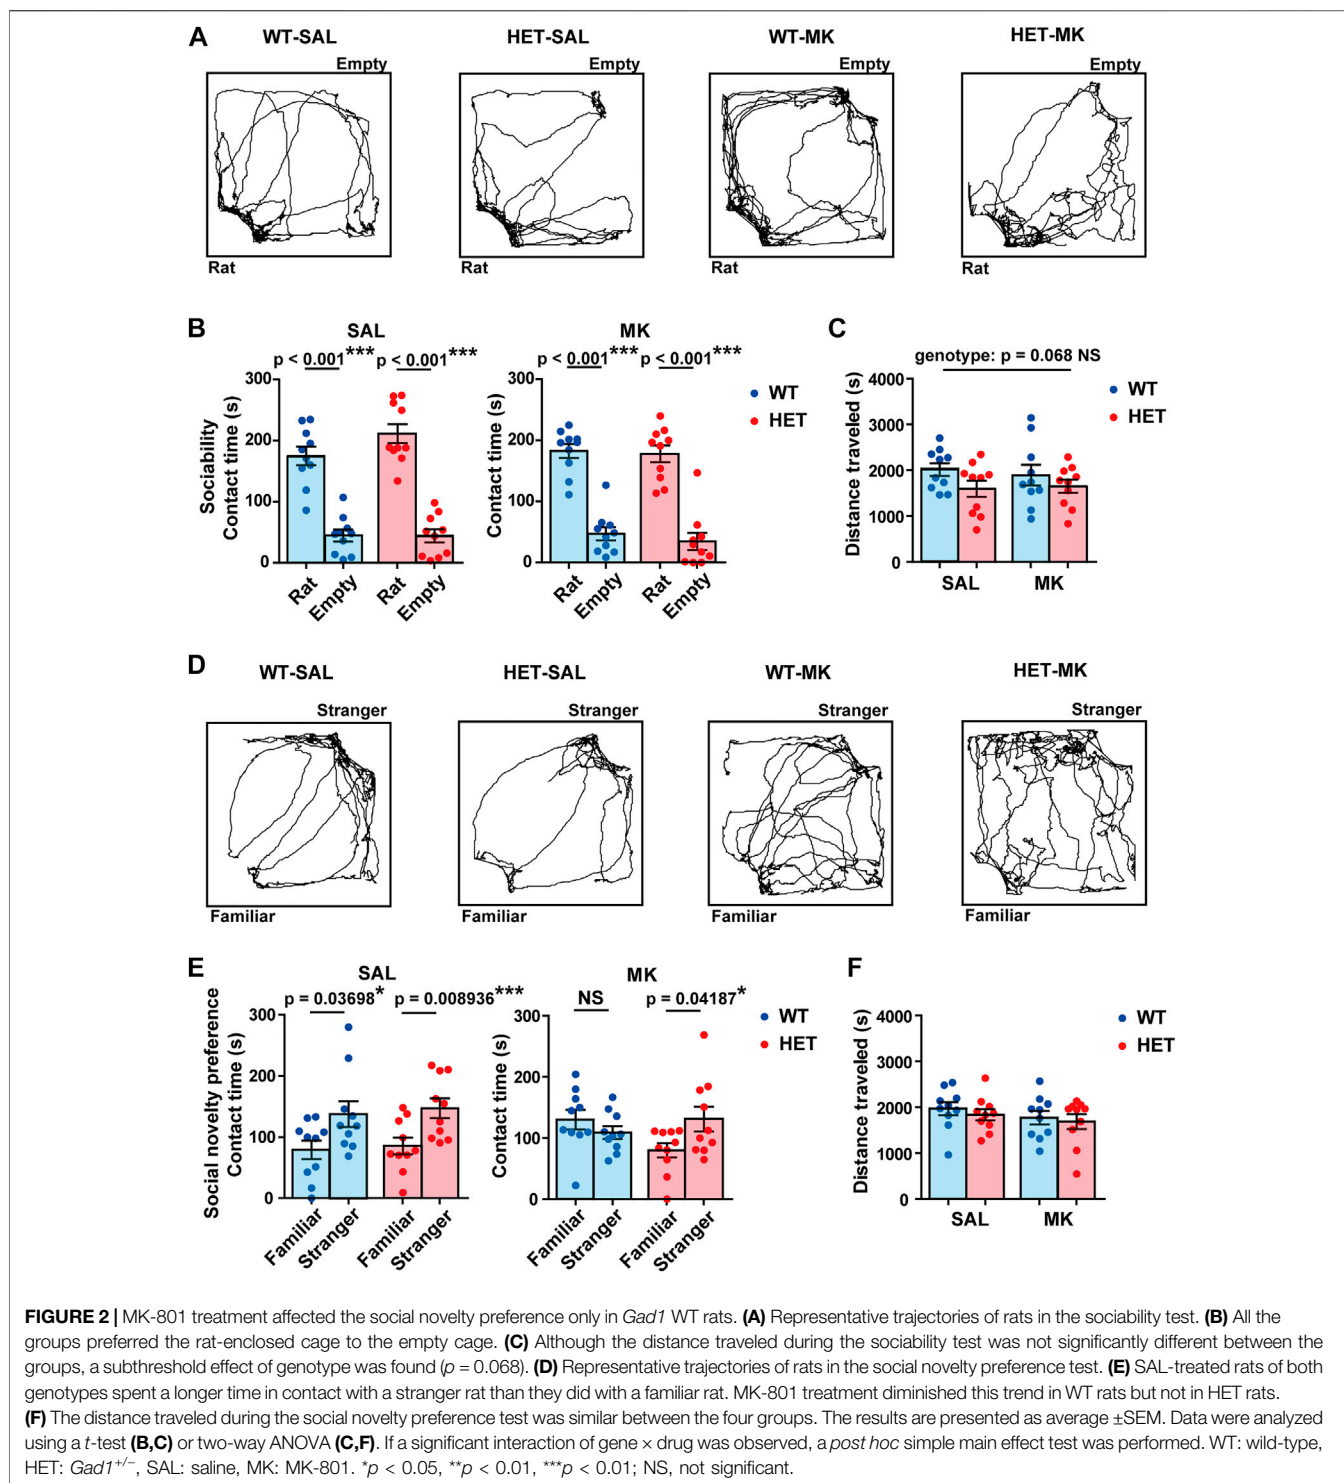 A
WT-SAL HET-SAL WT-MK HET-MK
Empty Empty Empty Empty
Rat Rat Rat Rat
B
SAL MK
p < 0.001*** p < 0.001*** p < 0.001*** p < 0.001***
Sociability
Contact time (s)
300
200
100
0
Rat Empty Rat Empty
Contact time (s)
300
200
100
0
Rat Empty Rat Empty
WT
HET
C
genotype: p = 0.068 NS
Distance traveled (s)
4000
3000
2000
1000
0
SAL MK
WT
HET
D
WT-SAL HET-SAL WT-MK HET-MK
Stranger Stranger Stranger Stranger
Familiar Familiar Familiar Familiar
E
SAL MK
p = 0.03698* p = 0.008936*** NS p = 0.04187*
Social novelty preference
Contact time (s)
300
200
100
0
Familiar Stranger Familiar Stranger
Contact time (s)
300
200
100
0
Familiar Stranger Familiar Stranger
WT
HET
F
Distance traveled (s)
4000
3000
2000
1000
0
SAL MK
WT
HET
FIGURE 2 | MK-801 treatment affected the social novelty preference only in Gad1 WT rats. (A) Representative trajectories of rats in the sociability test. (B) All the
groups preferred the rat-enclosed cage to the empty cage. (C) Although the distance traveled during the sociability test was not significantly different between the
groups, a subthreshold effect of genotype was found (p = 0.068). (D) Representative trajectories of rats in the social novelty preference test. (E) SAL-treated rats of both
genotypes spent a longer time in contact with a stranger rat than they did with a familiar rat. MK-801 treatment diminished this trend in WT rats but not in HET rats.
(F) The distance traveled during the social novelty preference test was similar between the four groups. The results are presented as average ±SEM. Data were analyzed
using a t-test (B,C) or two-way ANOVA (C,F). If a significant interaction of gene × drug was observed, a post hoc simple main effect test was performed. WT: wild-type,
HET: Gad1+/−, SAL: saline, MK: MK-801. *p < 0.05, **p < 0.01, ***p < 0.01; NS, not significant.